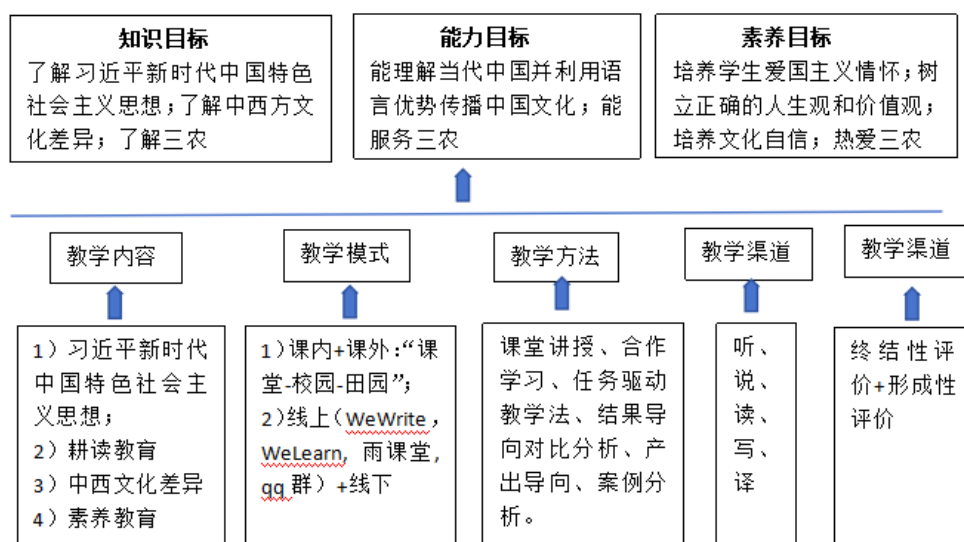 知识目标
了解习近平新时代中国特色
社会主义思想；了解中西方文
化差异；了解三农
能力目标
能理解当代中国并利用语
言优势传播中国文化；能
服务三农
素养目标
培养学生爱国主义情怀；树
立正确的人生观和价值观；
培养文化自信；热爱三农
教学内容
教学模式
教学方法
教学渠道
教学渠道
1）习近平新时代
中国特色社会主
义思想；
2）耕读教育
3）中西文化差异
4）素养教育
1）课内+课外：“课
堂-校园-田园”；
2）线上（WeWrite，
WeLearn，雨课堂，
qq群）+线下
课堂讲授、合作
学习、任务驱动
教学法、结果导
向对比分析、产
出导向、案例分
析。
听、
说、
读、
写、
译
终结性评
价+形成性
评价